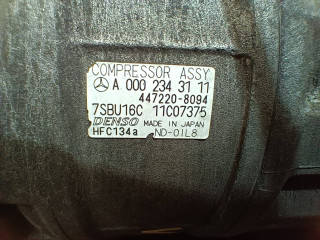 COMPRESSOR ASSY
A 000 234 31 11
447220-8094
7SBU16C 11C07375
DENSO MADE IN JAPAN
HFC134a ND-OIL8